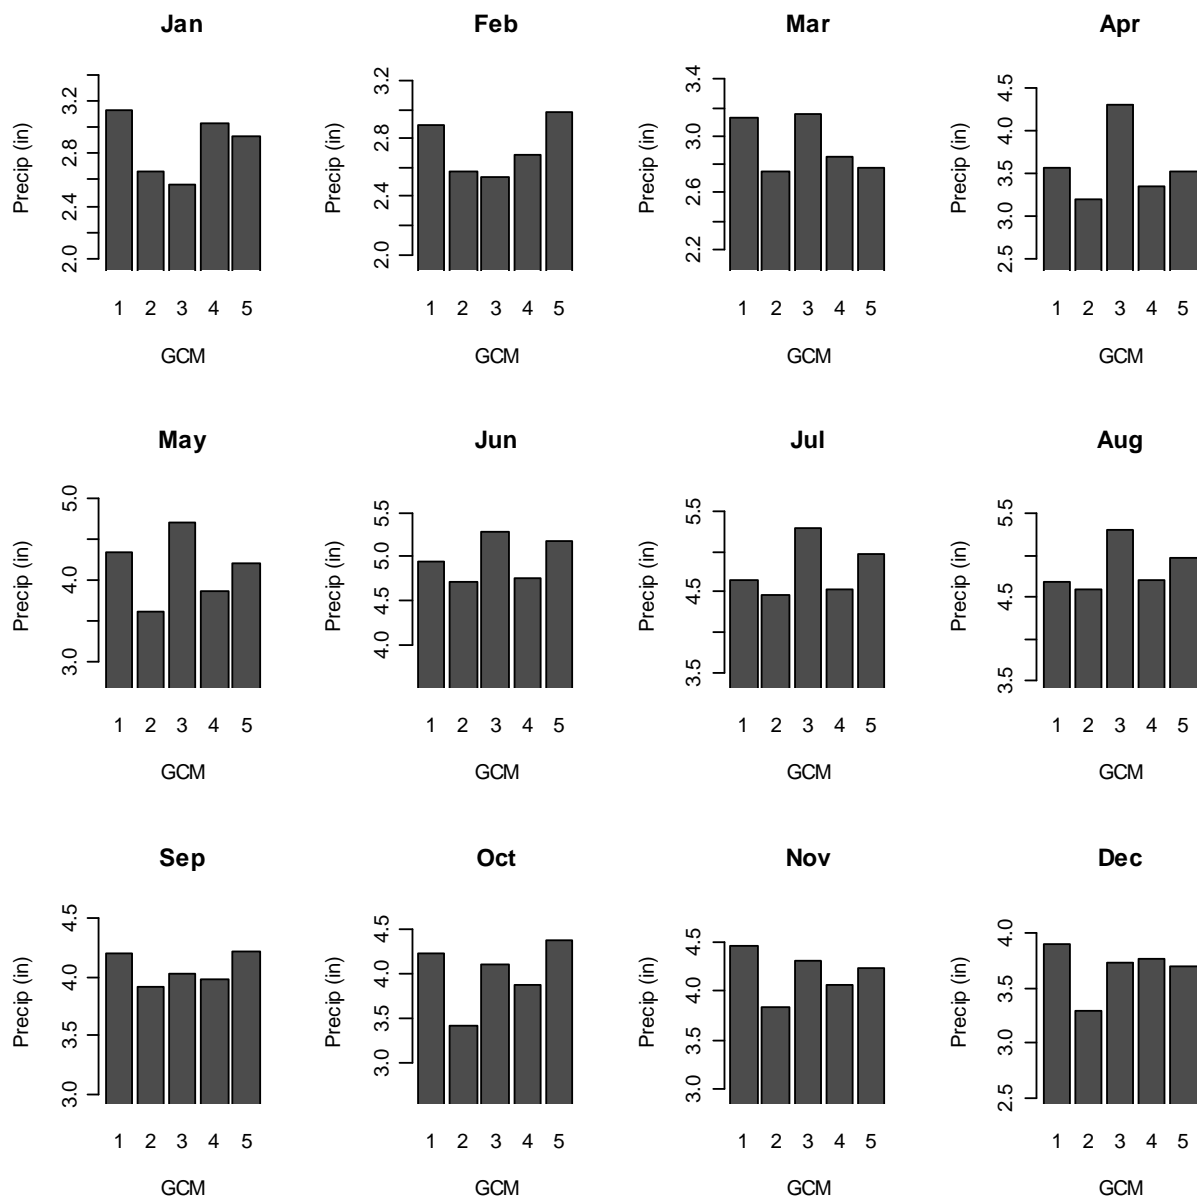 Jan Feb Mar Apr
Precip (in) 2.0 2.4 2.8 3.2
1 2 3 4 5
GCM
Precip (in) 2.0 2.4 2.8 3.2
1 2 3 4 5
GCM
Precip (in) 2.2 2.6 3.0 3.4
1 2 3 4 5
GCM
Precip (in) 2.5 3.0 3.5 4.0 4.5
1 2 3 4 5
GCM
May Jun Jul Aug
Precip (in) 3.0 4.0 5.0
1 2 3 4 5
GCM
Precip (in) 4.0 4.5 5.0 5.5
1 2 3 4 5
GCM
Precip (in) 3.5 4.5 5.5
1 2 3 4 5
GCM
Precip (in) 3.5 4.5 5.5
1 2 3 4 5
GCM
Sep Oct Nov Dec
Precip (in) 3.0 3.5 4.0 4.5
1 2 3 4 5
GCM
Precip (in) 3.0 3.5 4.0 4.5
1 2 3 4 5
GCM
Precip (in) 3.0 3.5 4.0 4.5
1 2 3 4 5
GCM
Precip (in) 2.5 3.0 3.5 4.0
1 2 3 4 5
GCM